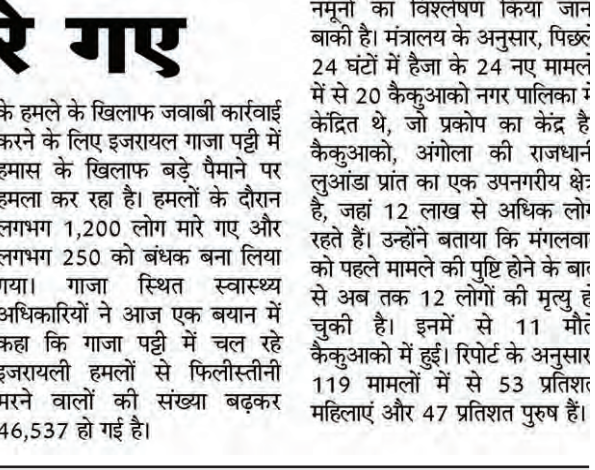 रे गए
के हमले के खिलाफ जवाबी कार्रवाई
करने के लिए इजरायल गाजा पट्टी में
हमास के खिलाफ बड़े पैमाने पर
हमला कर रहा है। हमलों के दौरान
लगभग 1,200 लोग मारे गए और
लगभग 250 को बंधक बना लिया
गया। गाजा स्थित स्वास्थ्य
अधिकारियों ने आज एक बयान में
कहा कि गाजा पट्टी में चल रहे
इजरायली हमलों से फिलीस्तीनी
मरने वालों की संख्या बढ़कर
46,537 हो गई है।
नमूनों का विश्लेषण किया जान
बाकी है। मंत्रालय के अनुसार, पिछल
24 घंटों में हैजा के 24 नए मामलों
में से 20 कैकुआको नगर पालिका में
केंद्रित थे, जो प्रकोप का केंद्र है
कैकुआको, अंगोला की राजधानी
लुआंडा प्रांत का एक उपनगरीय क्षेत्र
है, जहां 12 लाख से अधिक लोग
रहते हैं। उन्होंने बताया कि मंगलवा
को पहले मामले की पुष्टि होने के बाद
से अब तक 12 लोगों की मृत्यु हो
चुकी है। इनमें से 11 मौतें
कैकुआको में हुईं। रिपोर्ट के अनुसार
119 मामलों में से 53 प्रतिशत
महिलाएं और 47 प्रतिशत पुरुष हैं।